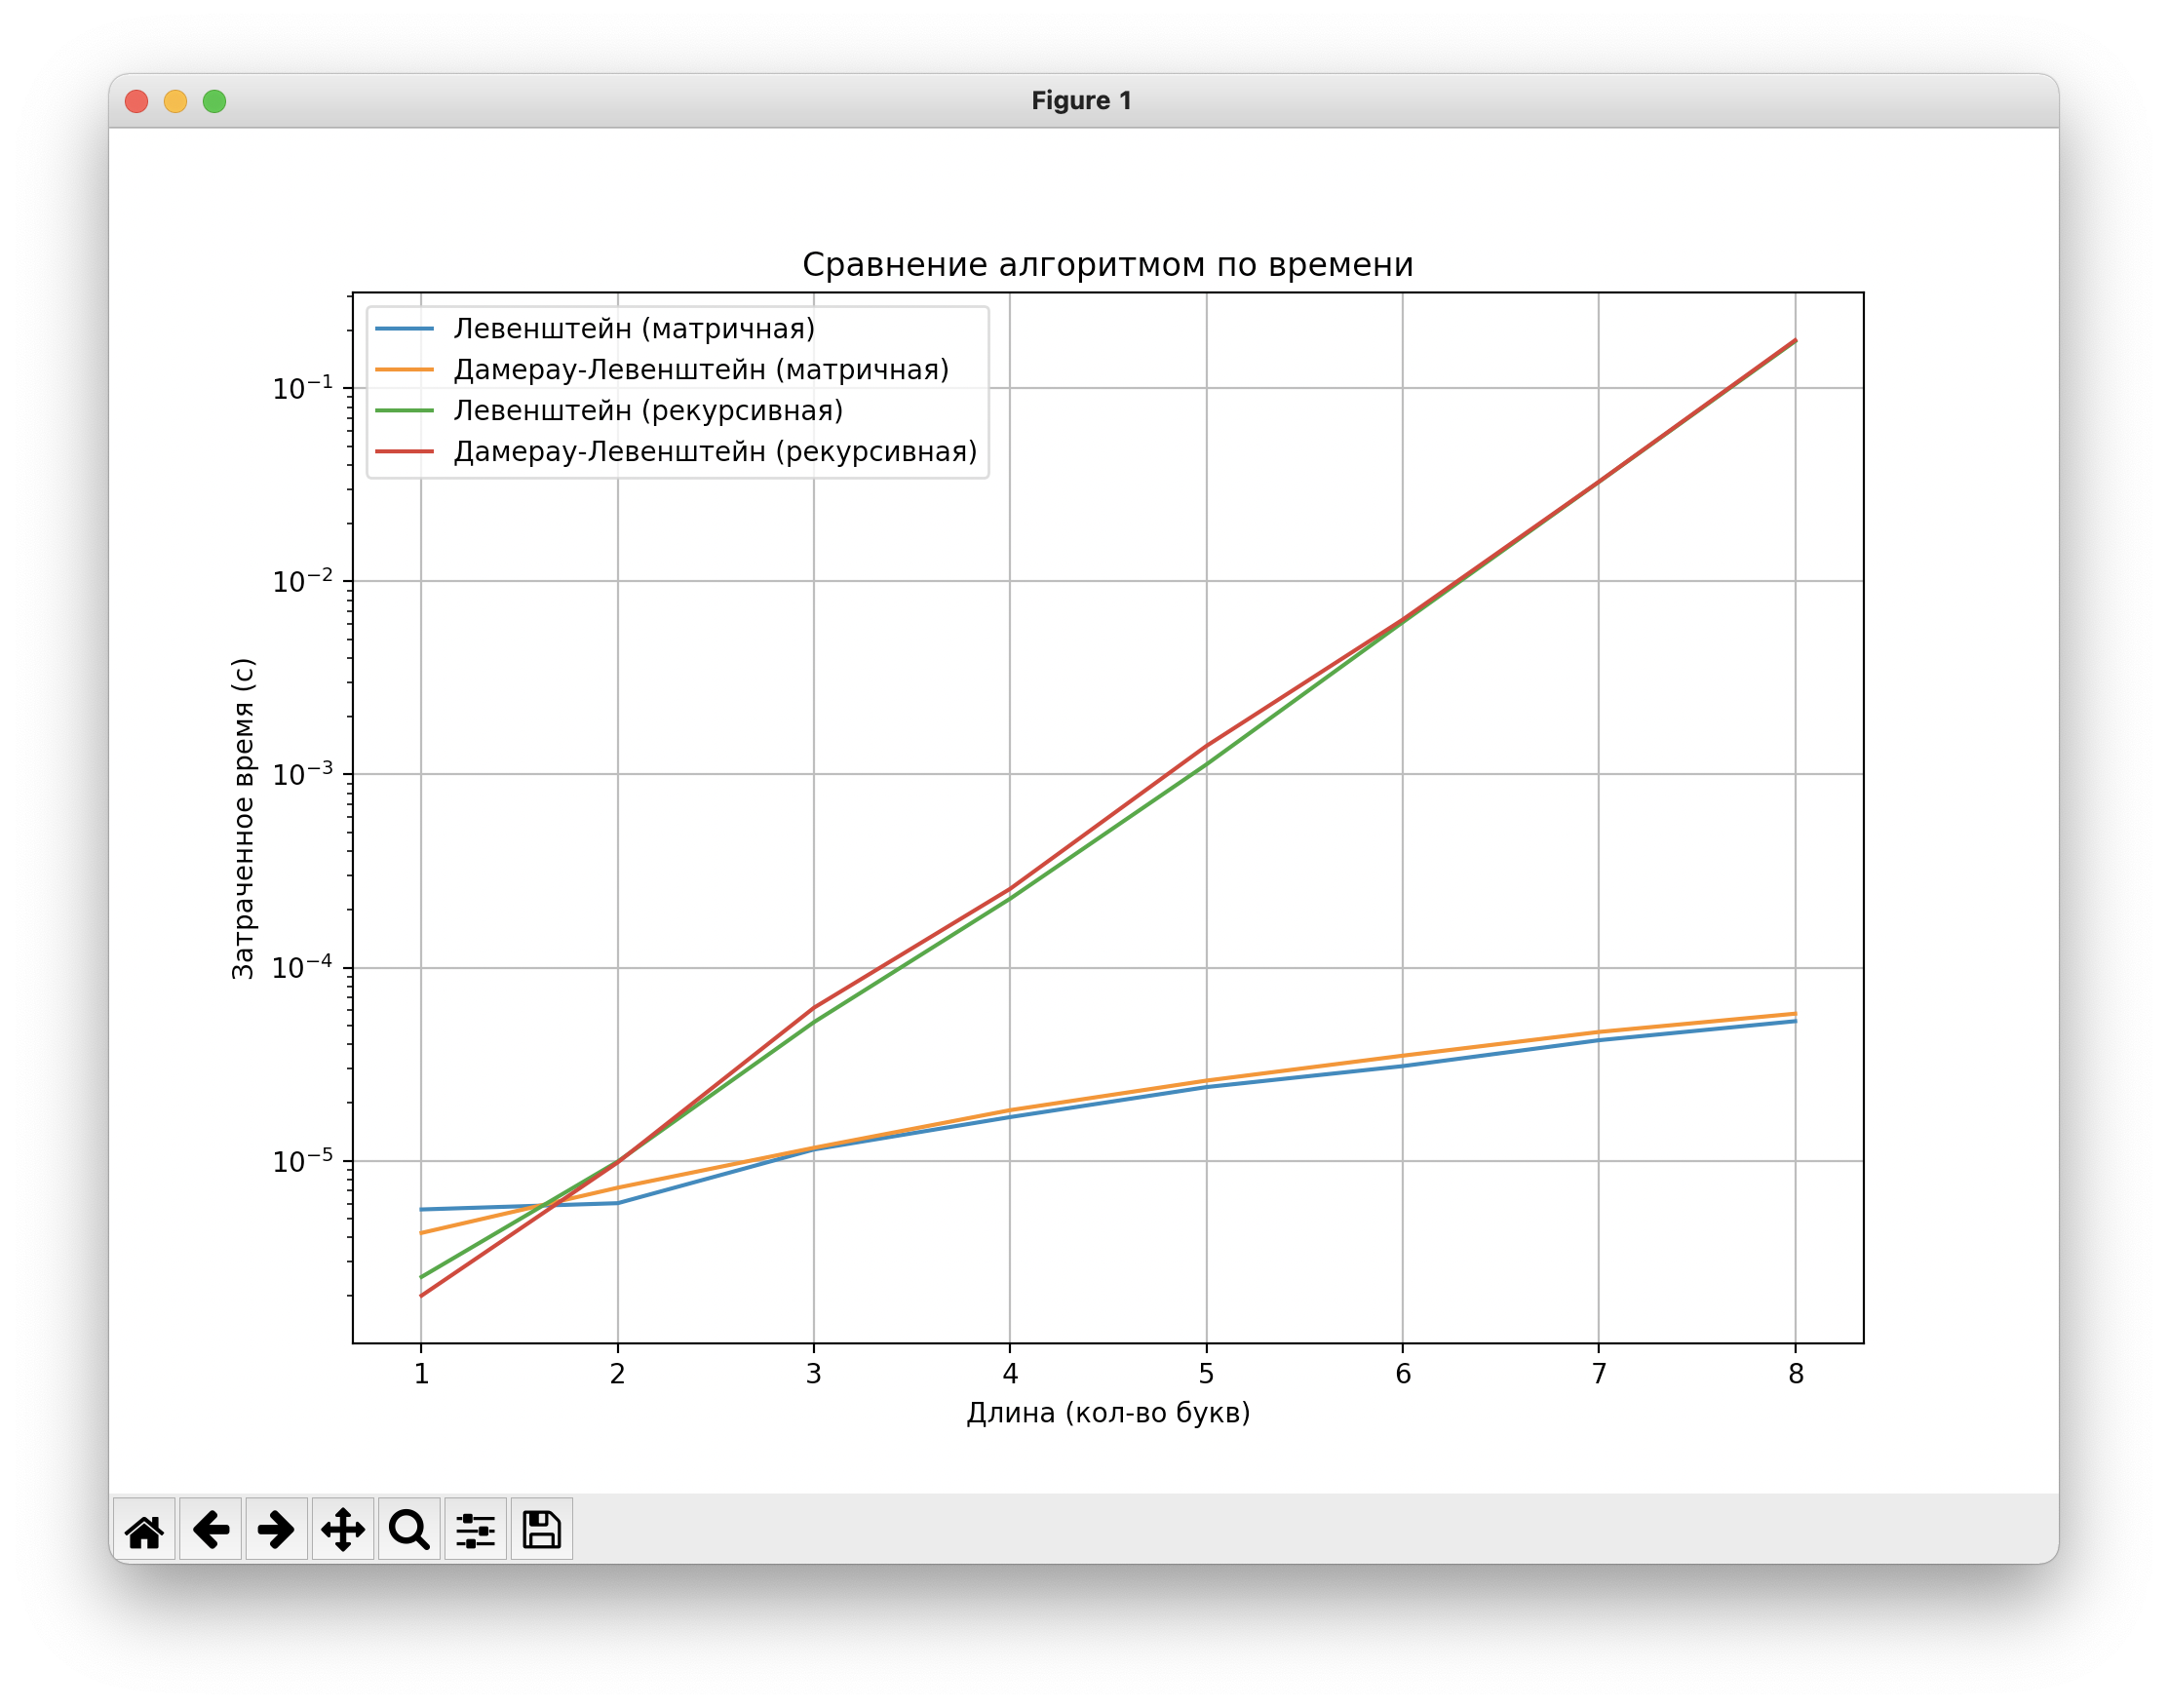 Figure 1
Сравнение алгоритмом по времени
Левенштейн (матричная)
Дамерау-Левенштейн (матричная)
Левенштейн (рекурсивная)
Дамерау-Левенштейн (рекурсивная)
10⁻¹
10⁻²
10⁻³
10⁻⁴
10⁻⁵
Затраченное время (с)
1 2 3 4 5 6 7 8
Длина (кол-во букв)